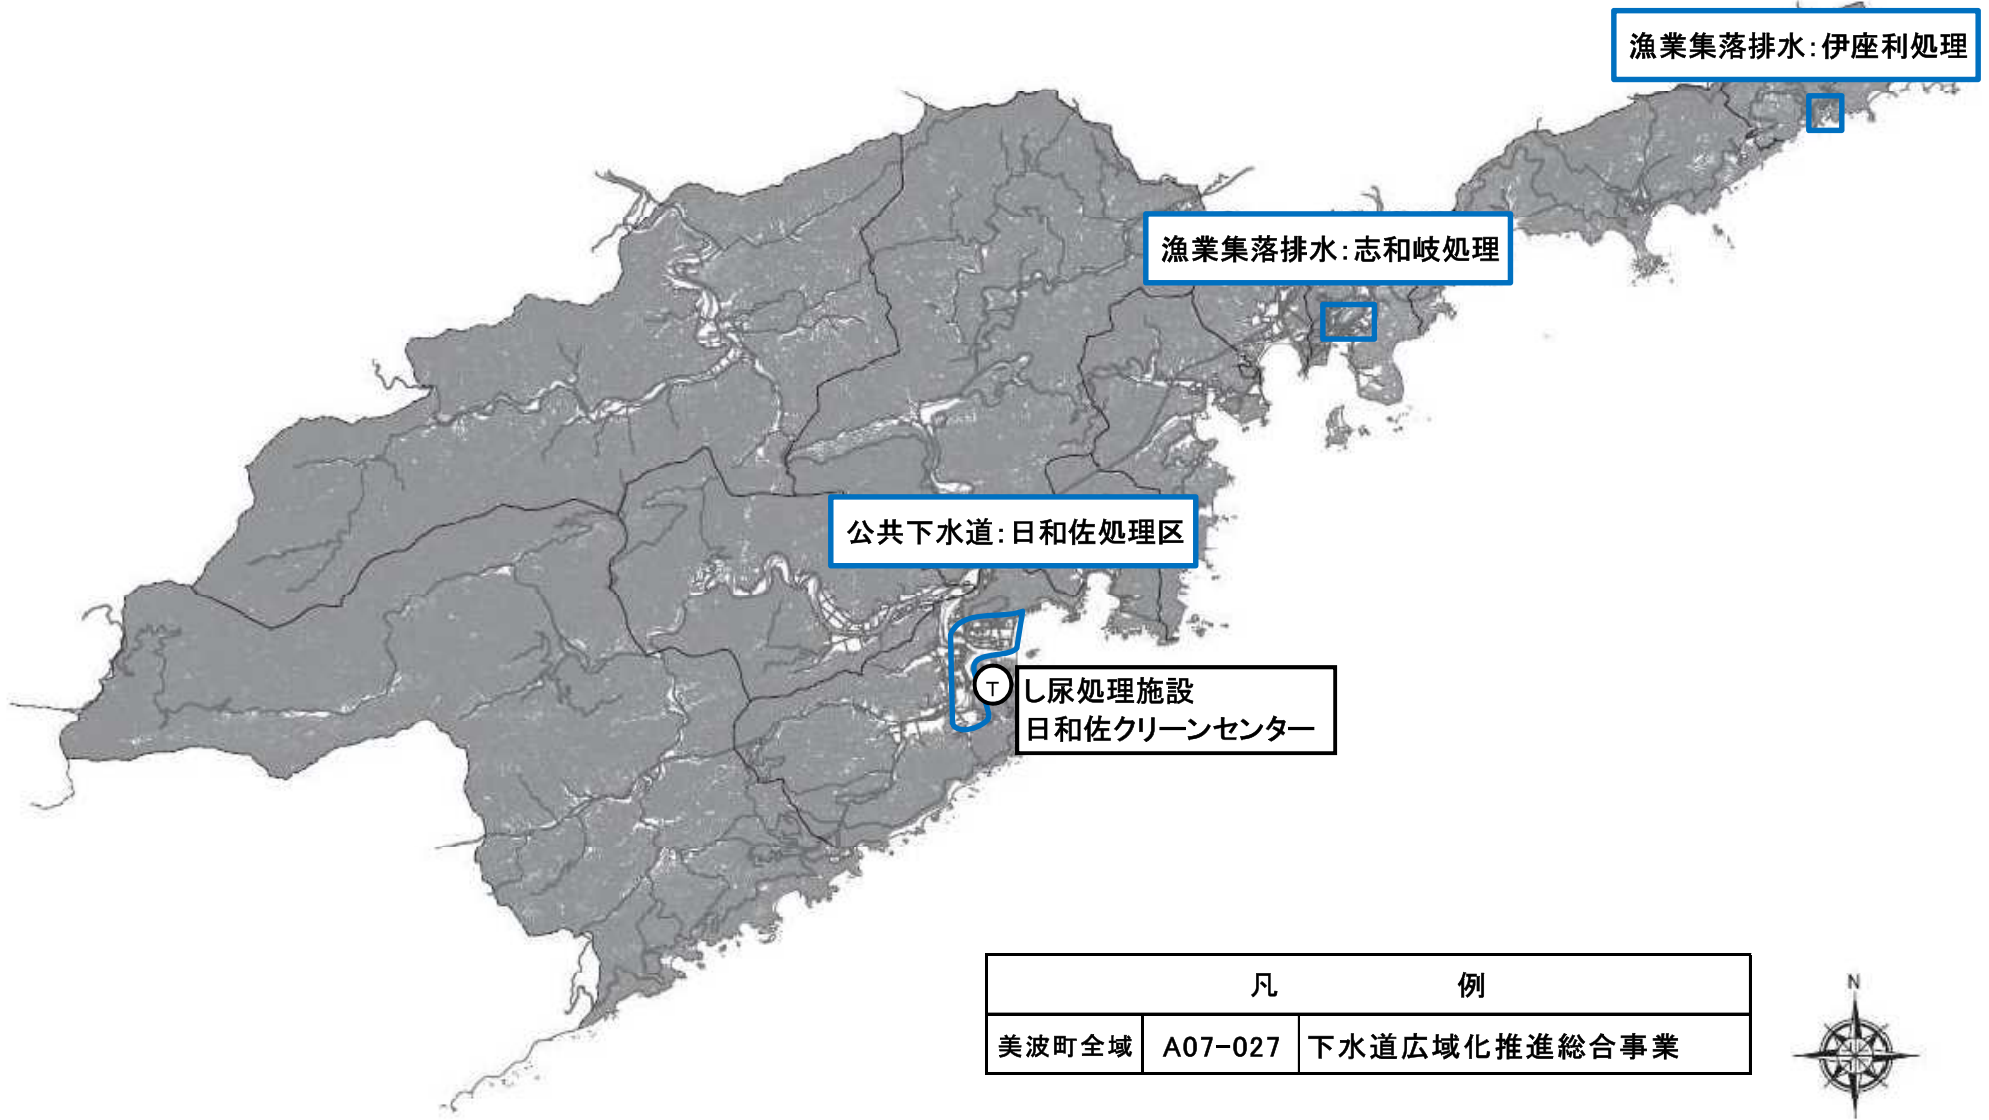 漁業集落排水:伊座利処理
漁業集落排水:志和岐処理
公共下水道:日和佐処理区
T
し尿処理施設
日和佐クリーンセンター
凡 例
美波町全域 A07-027 下水道広域化推進総合事業
N